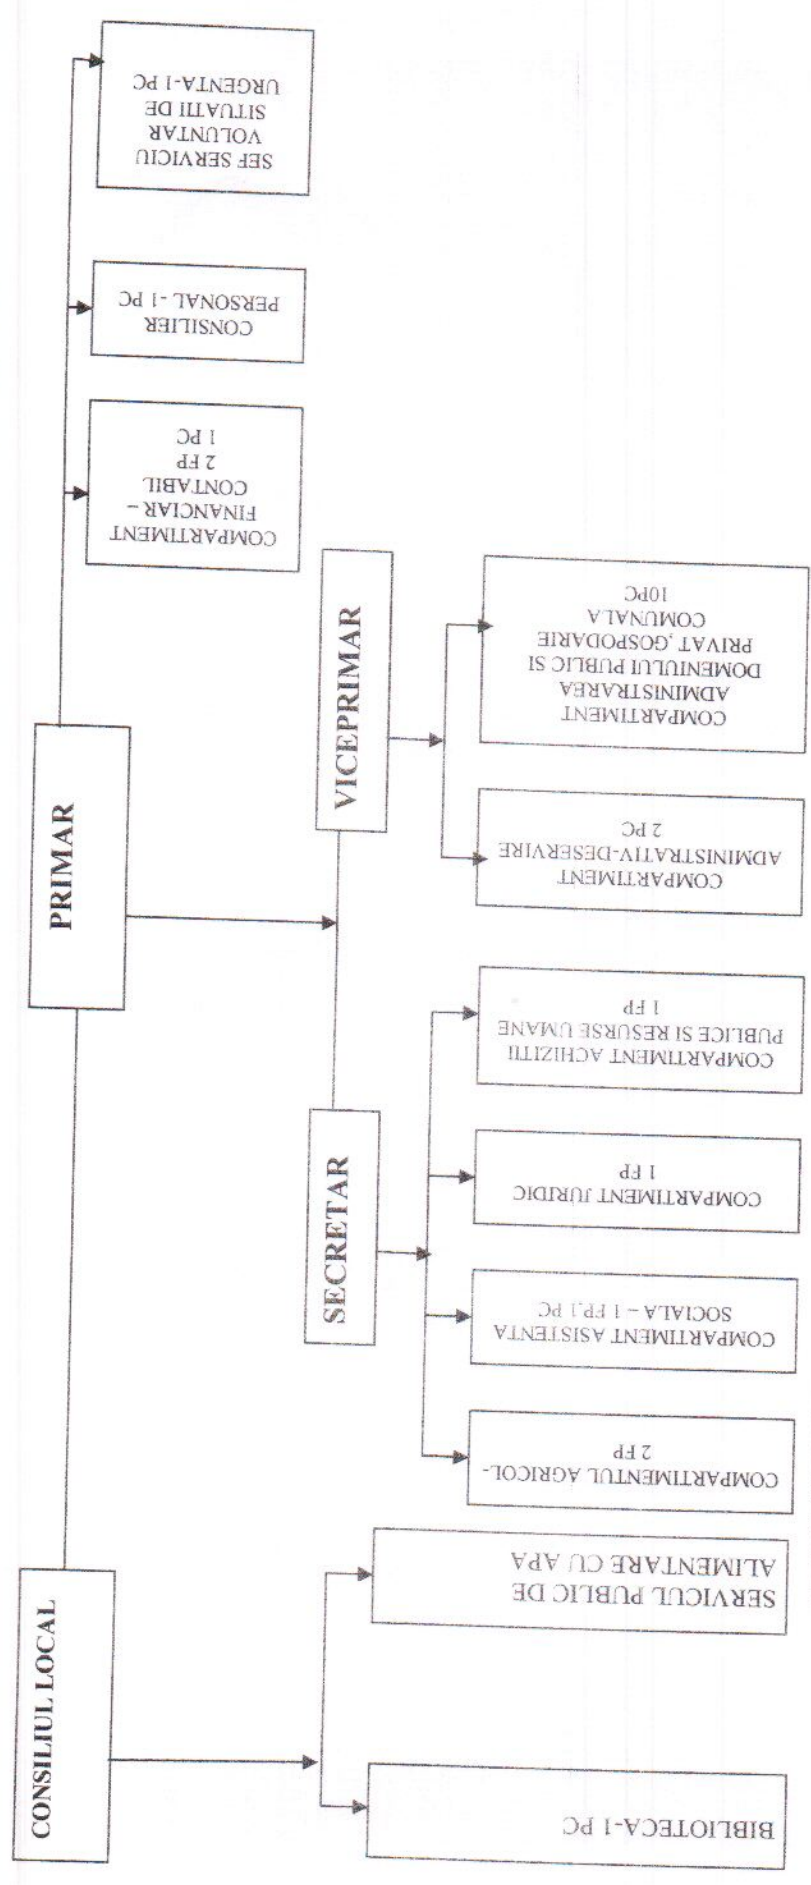 CONSILIUL LOCAL
PRIMAR
COMPARTIMENT
FINANCIAR –
CONTABIL
2 FP
1 PC
CONSILIER
PERSONAL -1 PC
SEF SERVICIU
VOLUNTAR
SITUATII DE
URGENTA-1 PC
SECRETAR
VICEPRIMAR
BIBLIOTECA-1 PC
SERVICUL PUBLIC DE
ALIMENTARE CU APA
COMPARTIMENTUL AGRICOL-
2 FP
COMPARTIMENT ASISTENTA
SOCIALA – 1 FP,1 PC
COMPARTIMENT JURIDIC
1 FP
COMPARTIMENT ACHIZITII
PUBLICE SI RESURSE UMANE
1 FP
COMPARTIMENT
ADMINISTRATIV-DESERVIRE
2 PC
COMPARTIMENT
ADMINISTRAREA
DOMENIULUI PUBLIC SI
PRIVAT ,GOSPODARIE
COMUNALA
10PC